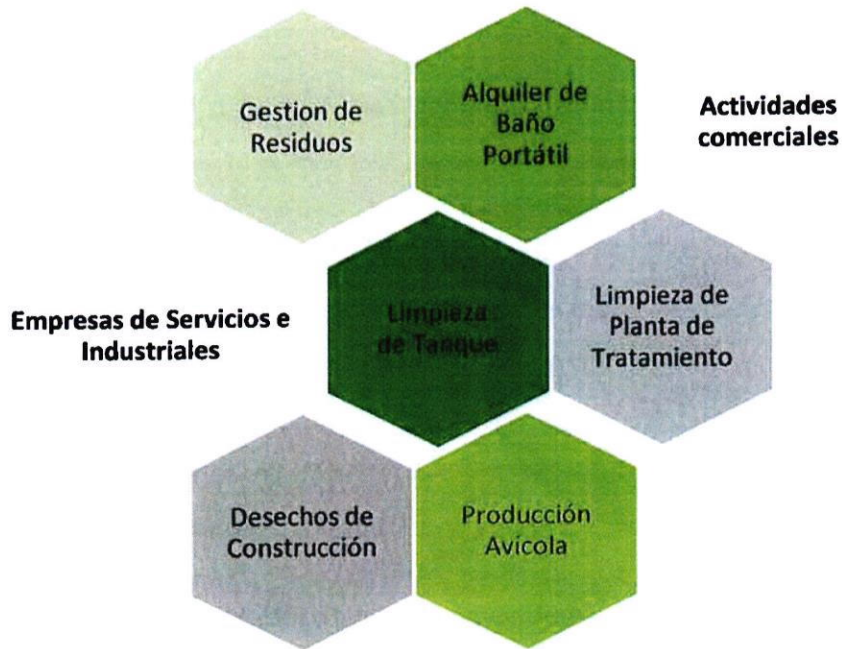 Gestion de
Residuos
Alquiler de
Baño
Portátil
Actividades
comerciales
Empresas de Servicios e
Industriales
Limpieza
de Tanque
Limpieza de
Planta de
Tratamiento
Desechos de
Construcción
Producción
Avícola